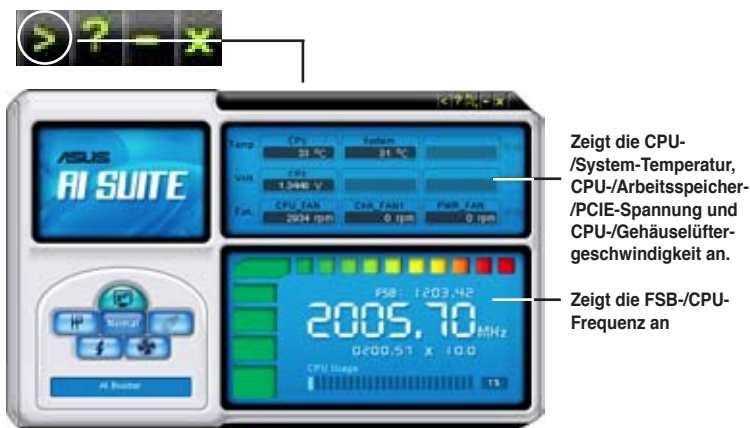 > ? - x
< ? - x
ASUS
AI SUITE
Temp.
CPU
System
33 °C
31 °C
Volt.
CPU
1.3440 V
Fan.
CPU_FAN
CHA_FAN1
PWR_FAN
2934 rpm
0 rpm
0 rpm
Zeigt die CPU-
/System-Temperatur,
CPU-/Arbeitsspeicher-
/PCIE-Spannung und
CPU-/Gehäuselüfter-
geschwindigkeit an.
FSB: 1203.42
2005.70 MHz
0200.57 X 10.0
CPU Usage
1%
Zeigt die FSB-/CPU-
Frequenz an
Normal
AI Booster